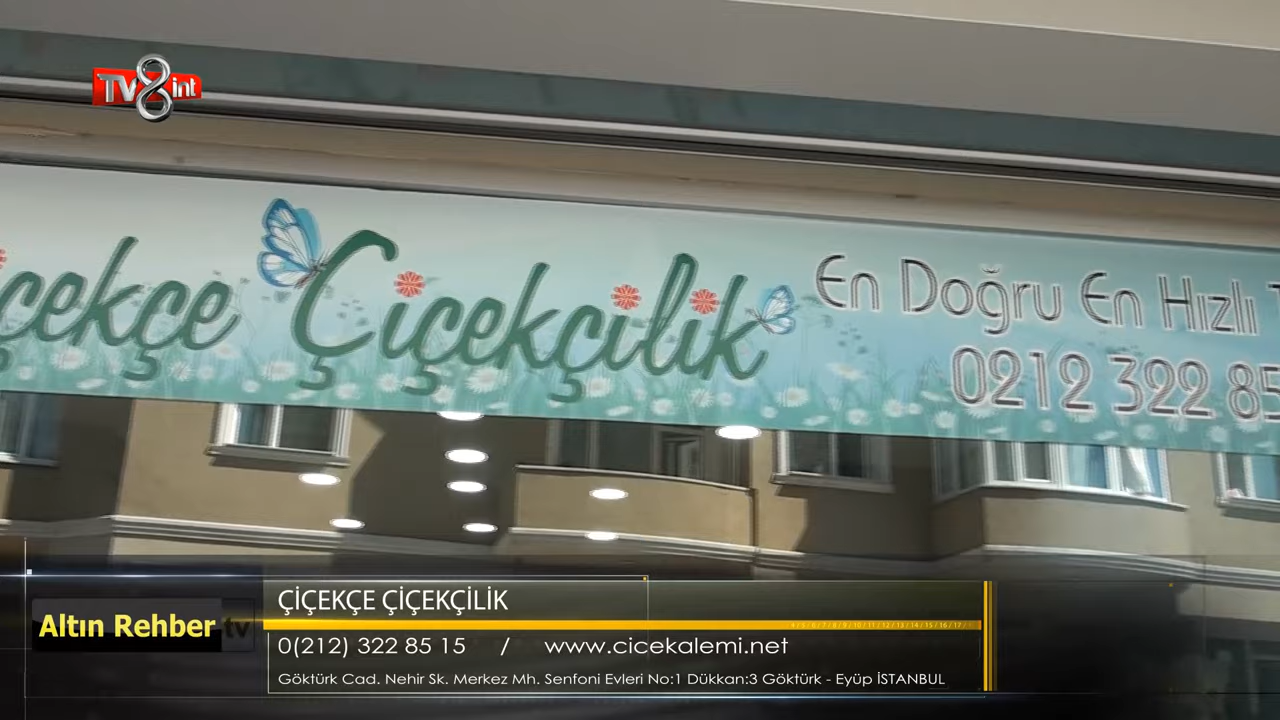 TV8int
Çiçekçe Çiçekçilik
En Doğru En Hızlı
0212 322 85
Altın Rehber tv
ÇİÇEKÇE ÇİÇEKÇİLİK
0(212) 322 85 15 / www.cicekalemi.net
Göktürk Cad. Nehir Sk. Merkez Mh. Senfoni Evleri No:1 Dükkan:3 Göktürk - Eyüp İSTANBUL